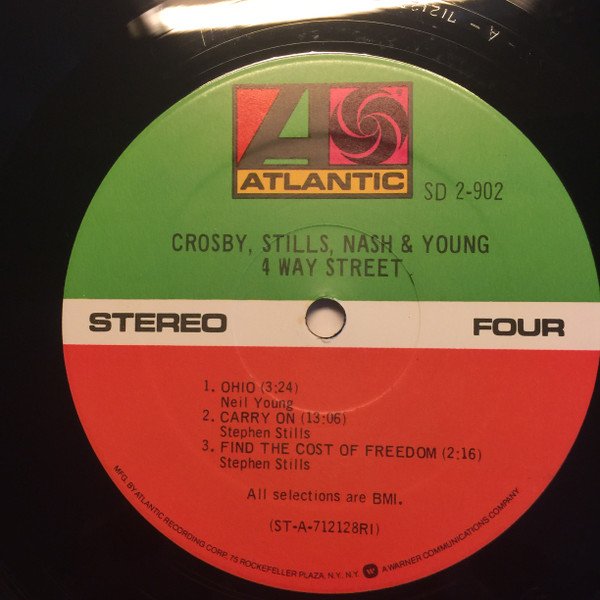 ATLANTIC
SD 2-902
CROSBY, STILLS, NASH & YOUNG
4 WAY STREET
STEREO FOUR
1. OHIO (3:24)
Neil Young
2. CARRY ON (13:06)
Stephen Stills
3. FIND THE COST OF FREEDOM (2:16)
Stephen Stills
All selections are BMI.
(ST-A-712128RI)
MFG. BY ATLANTIC RECORDING CORP. 75 ROCKEFELLER PLAZA, N.Y., N.Y. A WARNER COMMUNICATIONS COMPANY